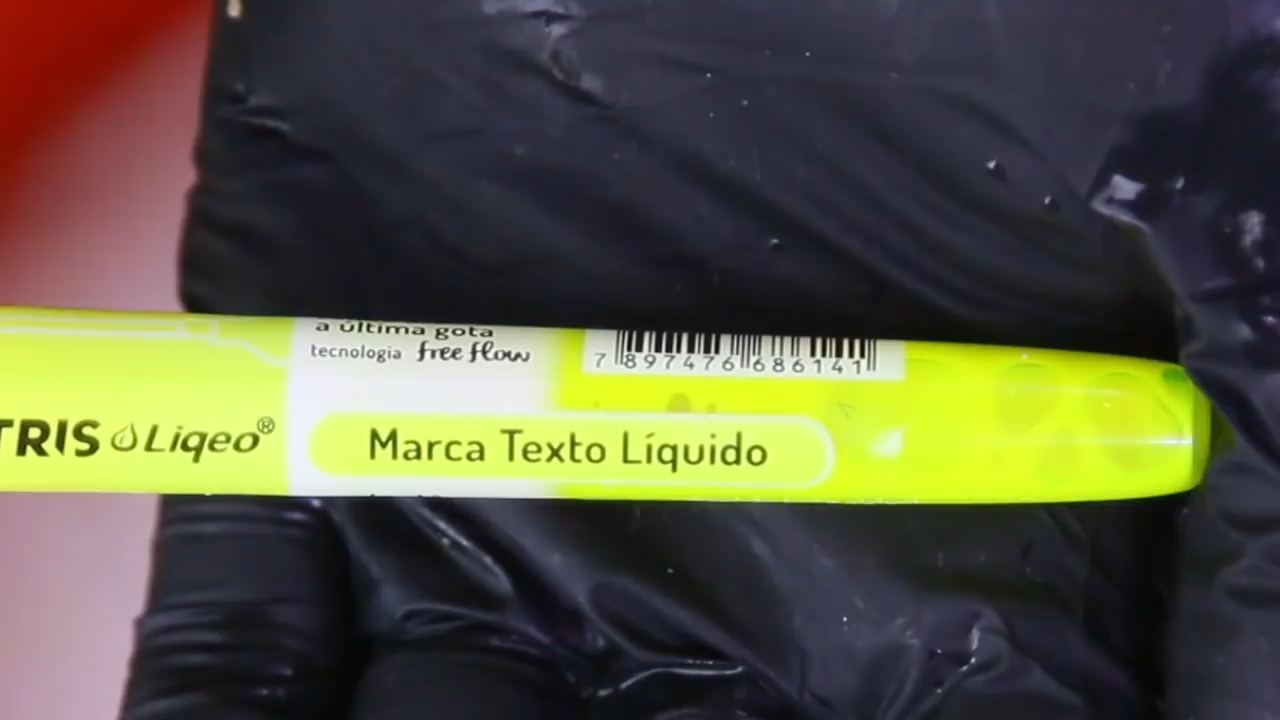 a última gota
tecnologia free flow
7 897476 686141
TRIS Liqeo®
Marca Texto Líquido